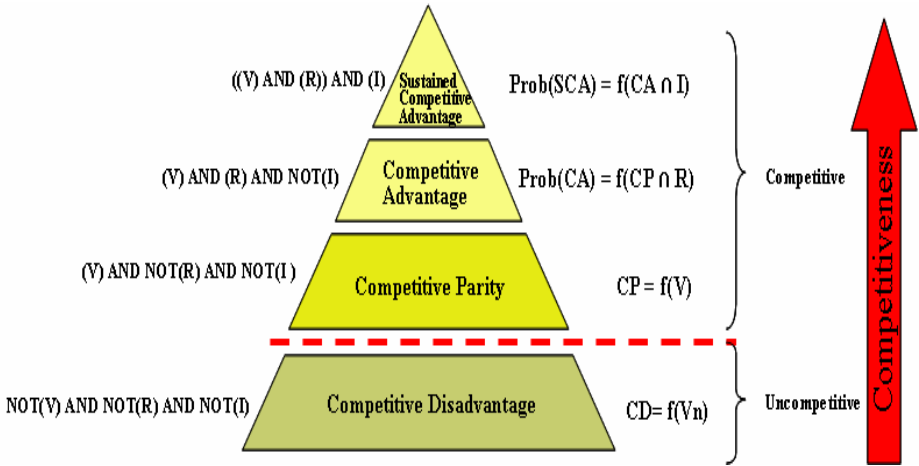 ((V) AND (R)) AND (I)
Sustained
Competitive
Advantage
Prob(SCA) = f(CA ∩ I)
(V) AND (R) AND NOT(I)
Competitive
Advantage
Prob(CA) = f(CP ∩ R)
Competitive
(V) AND NOT(R) AND NOT(I )
Competitive Parity
CP = f(V)
NOT(V) AND NOT(R) AND NOT(I)
Competitive Disadvantage
CD= f(Vn)
Uncompetitive
Competitiveness